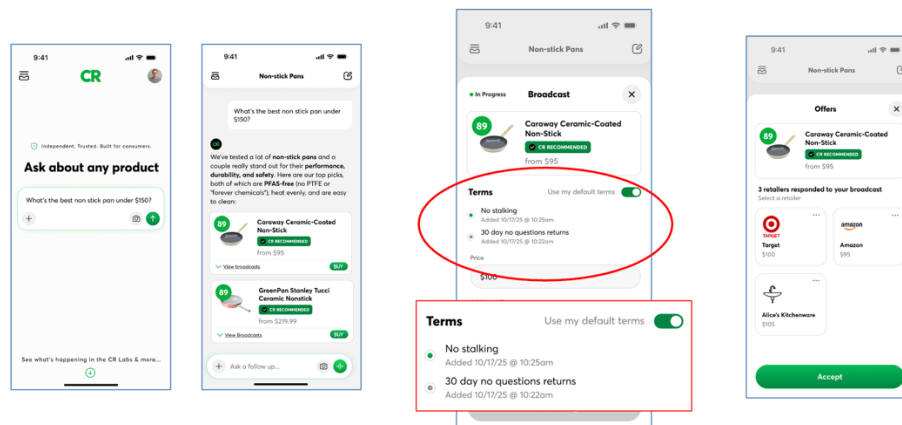 9:41
CR
Independent. Trusted. Built for consumers.
Ask about any product
What's the best non stick pan under $150?
See what's happening in the CR Labs & more...
9:41
Non-stick Pans
What's the best non stick pan under
$150?
CR
We've tested a lot of non-stick pans and a
couple really stand out for their performance,
durability, and safety. Here are our top picks,
both of which are PFAS-free (no PTFE or
"forever chemicals"), heat evenly, and are easy
to clean:
89
Caraway Ceramic-Coated
Non-Stick
CR RECOMMENDED
from $95
View Broadcasts
BUY
89
GreenPan Stanley Tucci
Ceramic Nonstick
CR RECOMMENDED
from $219.99
View Broadcasts
BUY
Ask a follow up...
9:41
Non-stick Pans
In Progress
Broadcast
89
Caraway Ceramic-Coated
Non-Stick
CR RECOMMENDED
from $95
Terms
Use my default terms
No stalking
Added 10/17/25 @ 10:25am
30 day no questions returns
Added 10/17/25 @ 10:22am
Price
$100
Terms
Use my default terms
No stalking
Added 10/17/25 @ 10:25am
30 day no questions returns
Added 10/17/25 @ 10:22am
9:41
Non-stick Pans
Offers
89
Caraway Ceramic-Coated
Non-Stick
CR RECOMMENDED
from $95
3 retailers responded to your broadcast
Select a retailer
TARGET
Target
$100
amazon
Amazon
$95
Alice's Kitchenware
$105
Accept